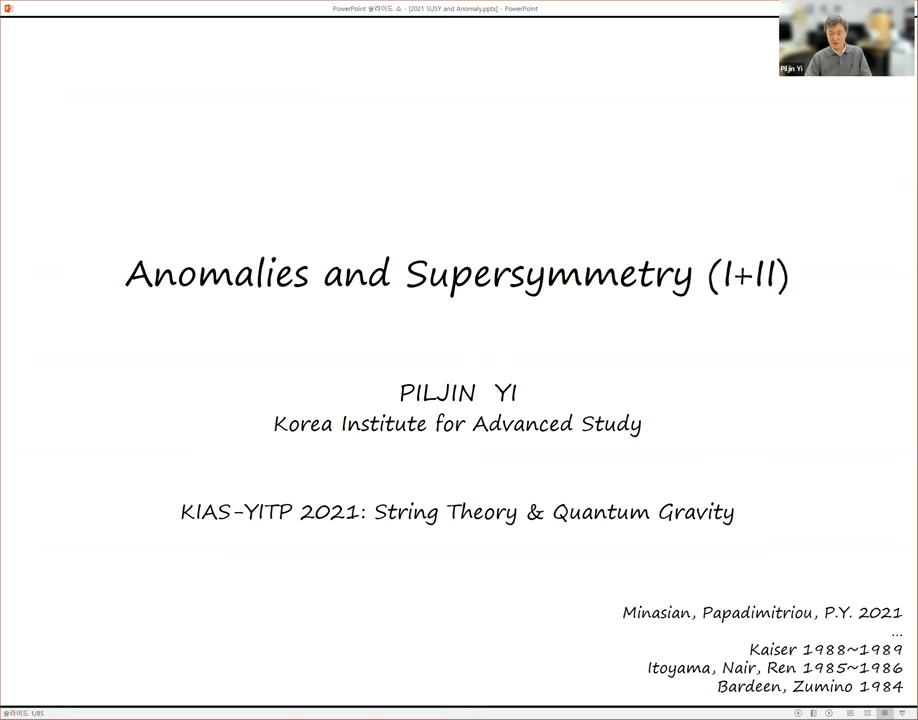 PowerPoint 슬라이드 쇼 - [2021 SUSY and Anomaly.pptx] - PowerPoint
Piljin Yi
Anomalies and Supersymmetry (I+II)
PILJIN YI
Korea Institute for Advanced Study
KIAS-YITP 2021: String Theory & Quantum Gravity
Minasian, Papadimitriou, P.Y. 2021
...
Kaiser 1988~1989
Itoyama, Nair, Ren 1985~1986
Bardeen, Zumino 1984
슬라이드 1/85